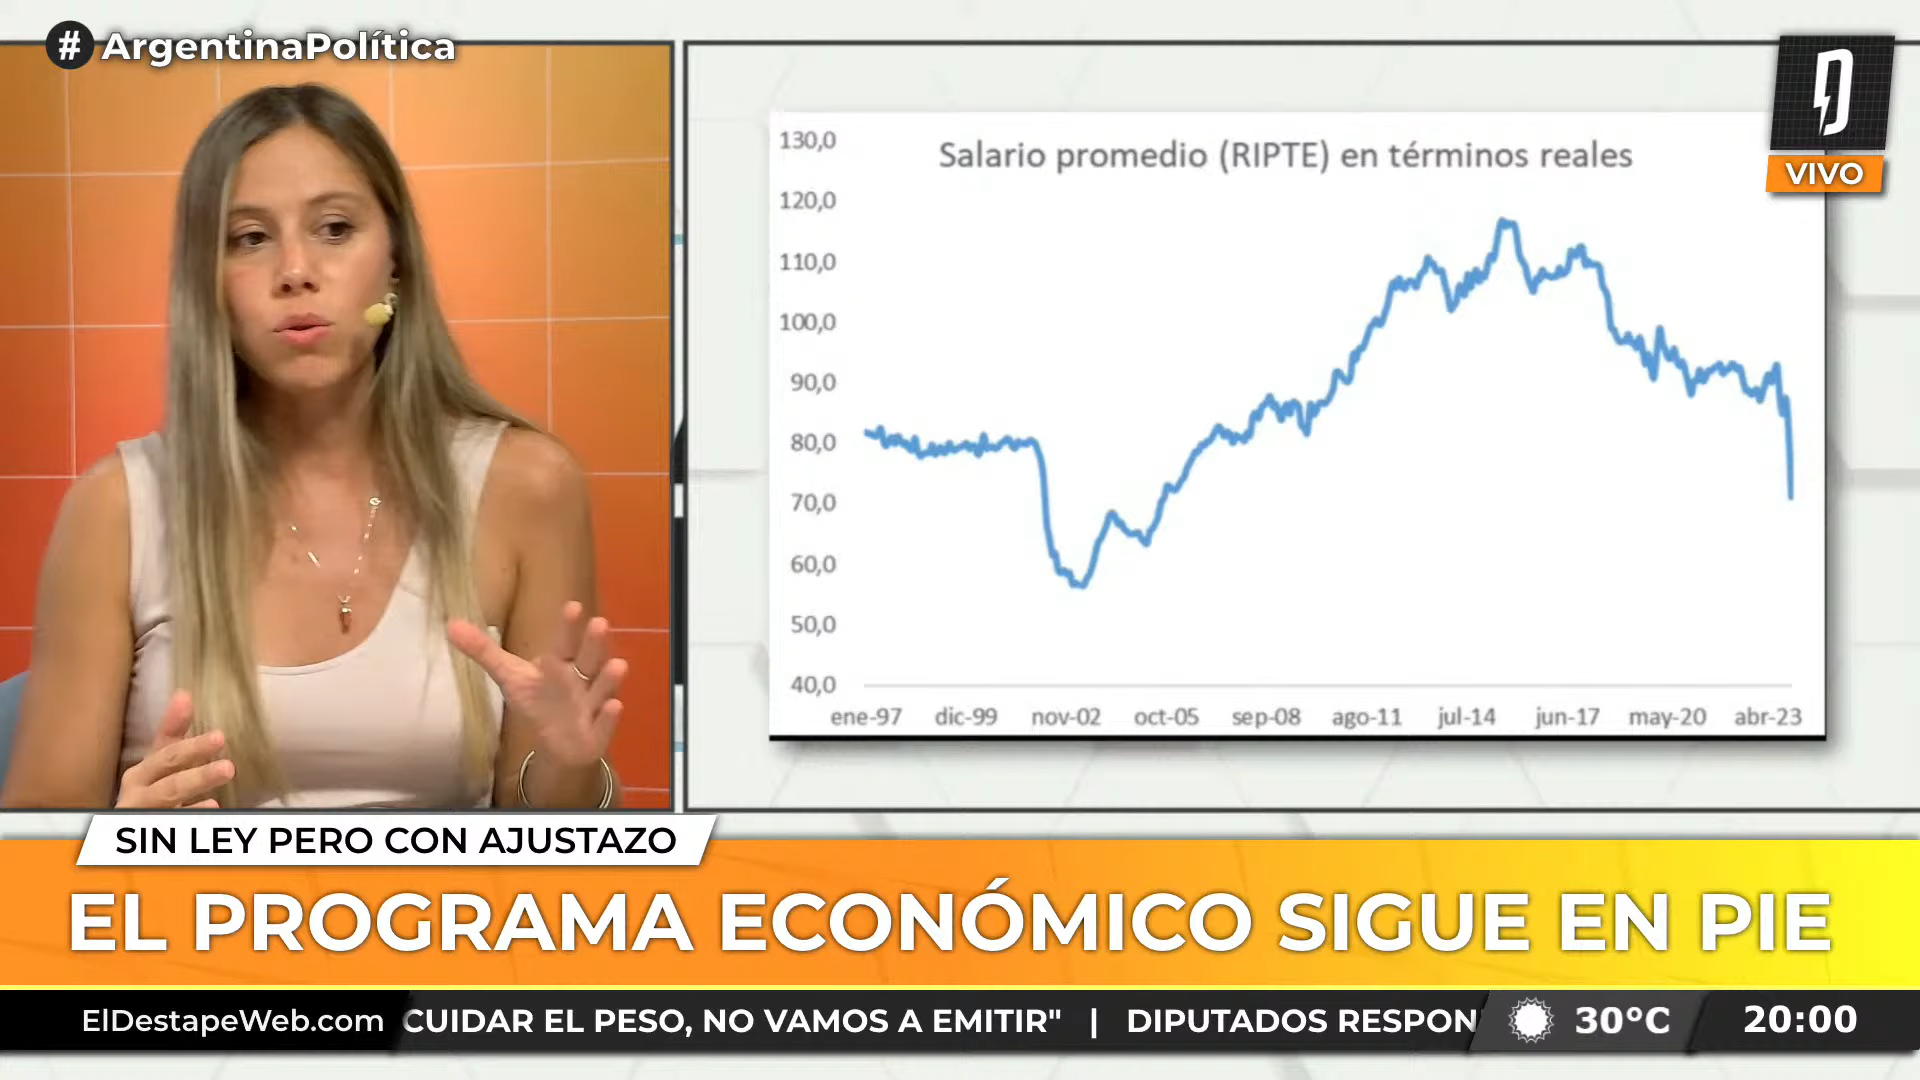 # ArgentinaPolítica
VIVO
Salario promedio (RIPTE) en términos reales
130,0
120,0
110,0
100,0
90,0
80,0
70,0
60,0
50,0
40,0
ene-97 dic-99 nov-02 oct-05 sep-08 ago-11 jul-14 jun-17 may-20 abr-23
SIN LEY PERO CON AJUSTAZO
EL PROGRAMA ECONÓMICO SIGUE EN PIE
ElDestapeWeb.com CUIDAR EL PESO, NO VAMOS A EMITIR" | DIPUTADOS RESPON 30°C 20:00